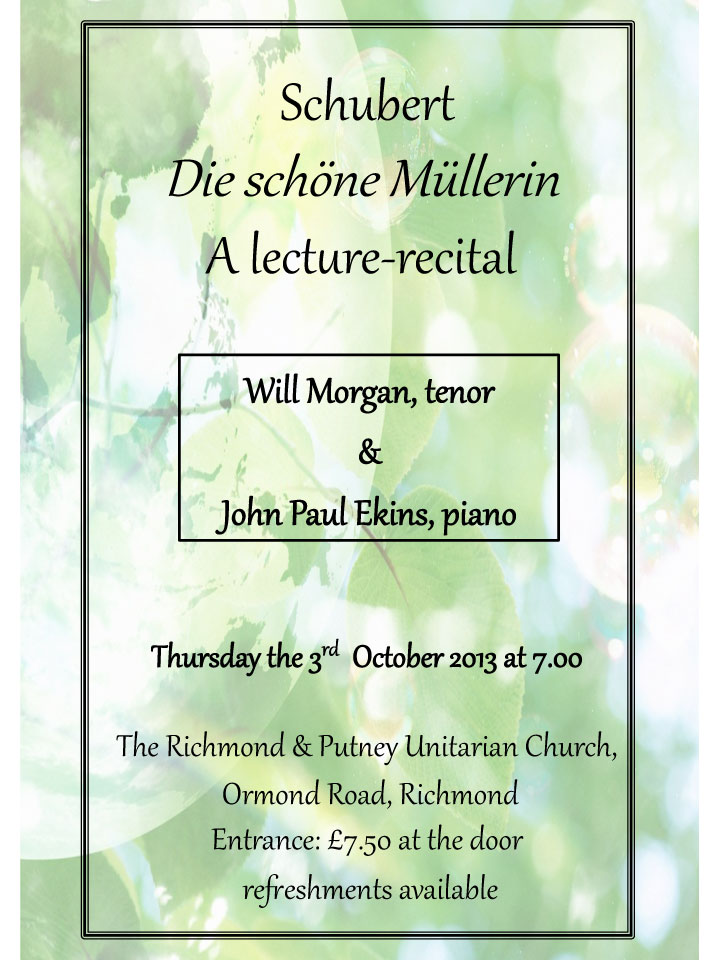 Schubert
Die schöne Müllerin
A lecture-recital
Will Morgan, tenor
&
John Paul Ekins, piano
Thursday the 3rd October 2013 at 7.00
The Richmond & Putney Unitarian Church,
Ormond Road, Richmond
Entrance: £7.50 at the door
refreshments available